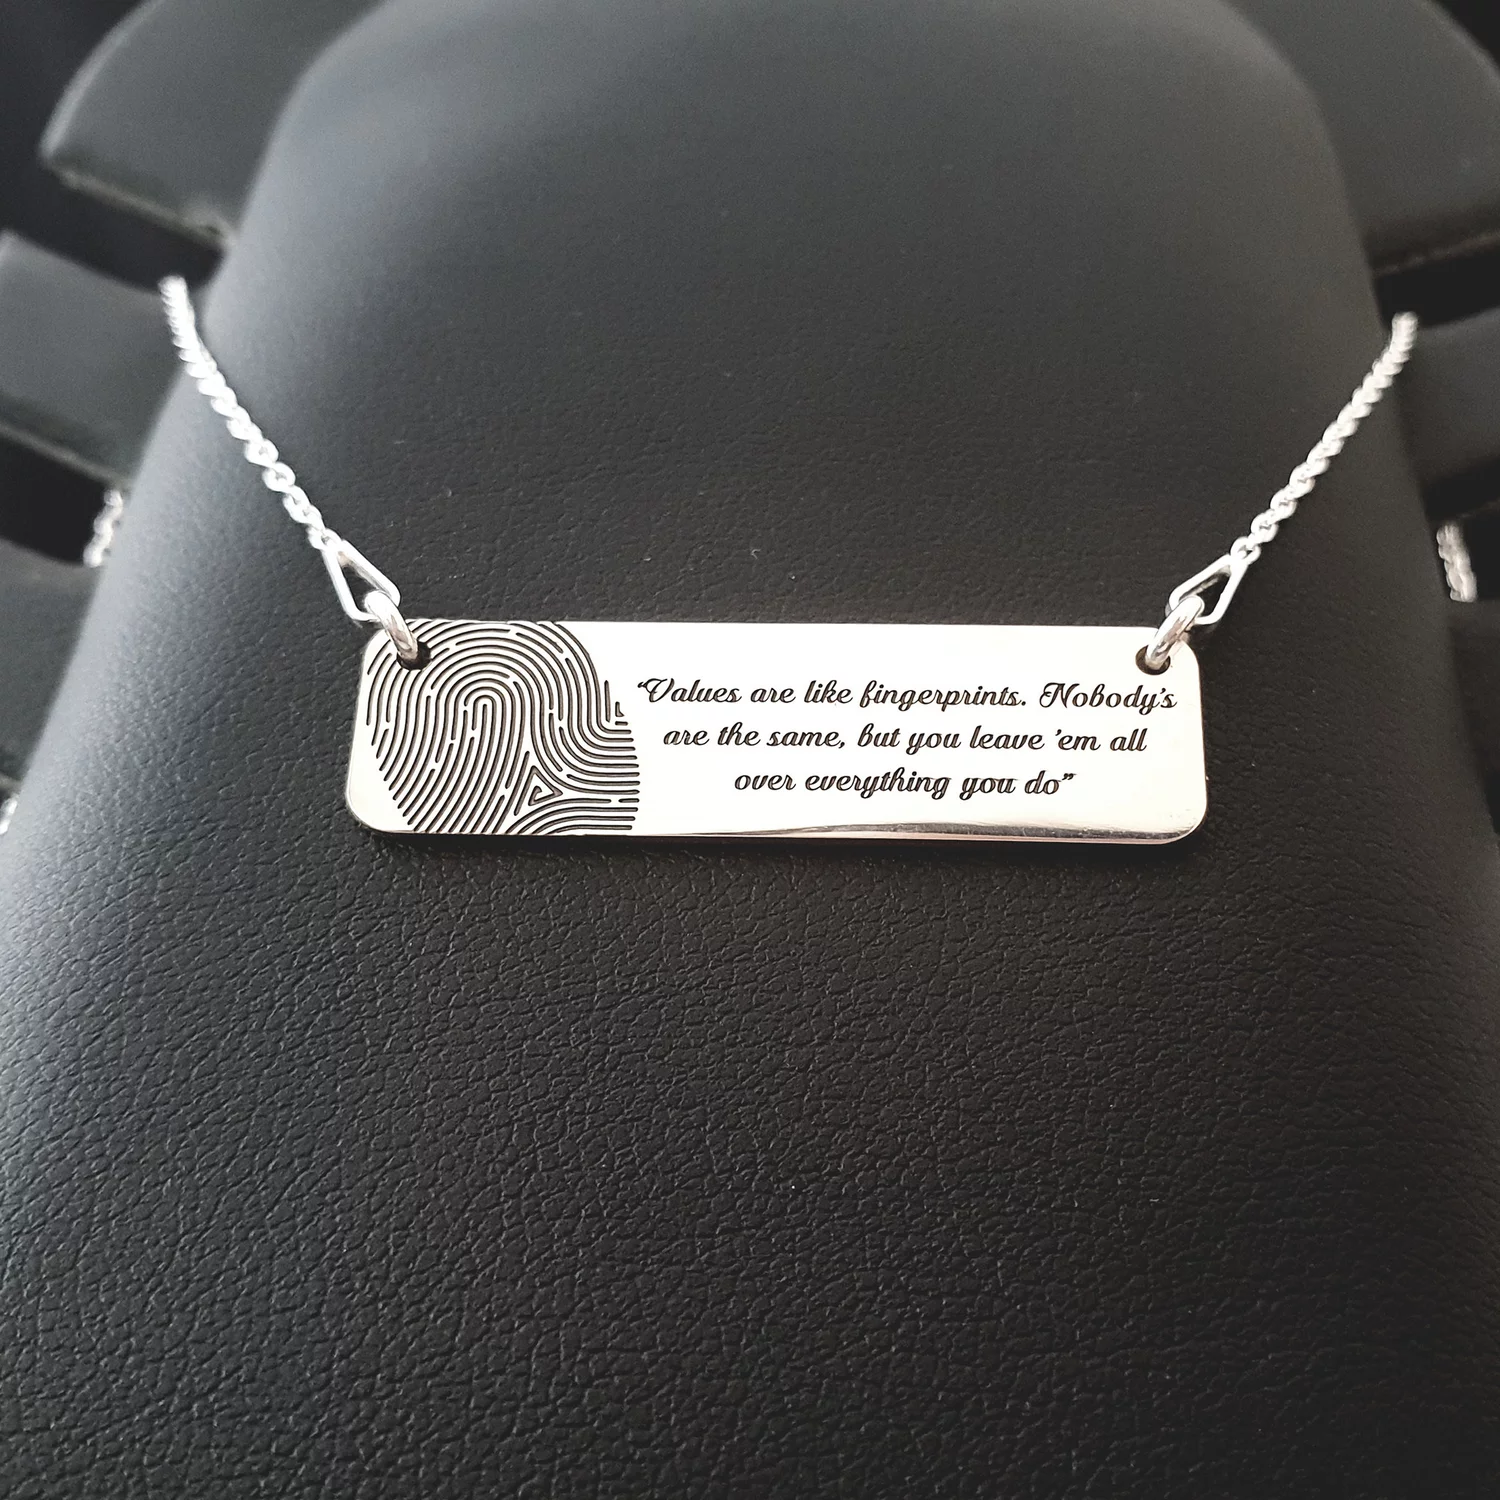 “Values are like fingerprints. Nobody’s
are the same, but you leave ’em all
over everything you do”